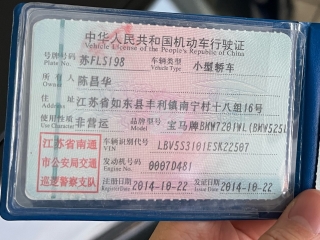 中华人民共和国机动车行驶证
Vehicle License of the People's Republic of China
号牌号码 苏FLS198 车辆类型 小型轿车
Plate No. Vehicle Type
所有人 陈昌华
Owner
住址 江苏省如东县丰利镇南宁村十八组16号
Address
使用性质 非营运 品牌型号 宝马牌BMW7201WL(BMW525L
Use Character Model
江苏省南通 车辆识别代号 LBV5S3101ESK22507
VIN
市公安局交通 发动机号码 0007D481
Engine No.
巡逻警察支队 注册日期 2014-10-22 发证日期 2014-10-22
Register Date Issue Date